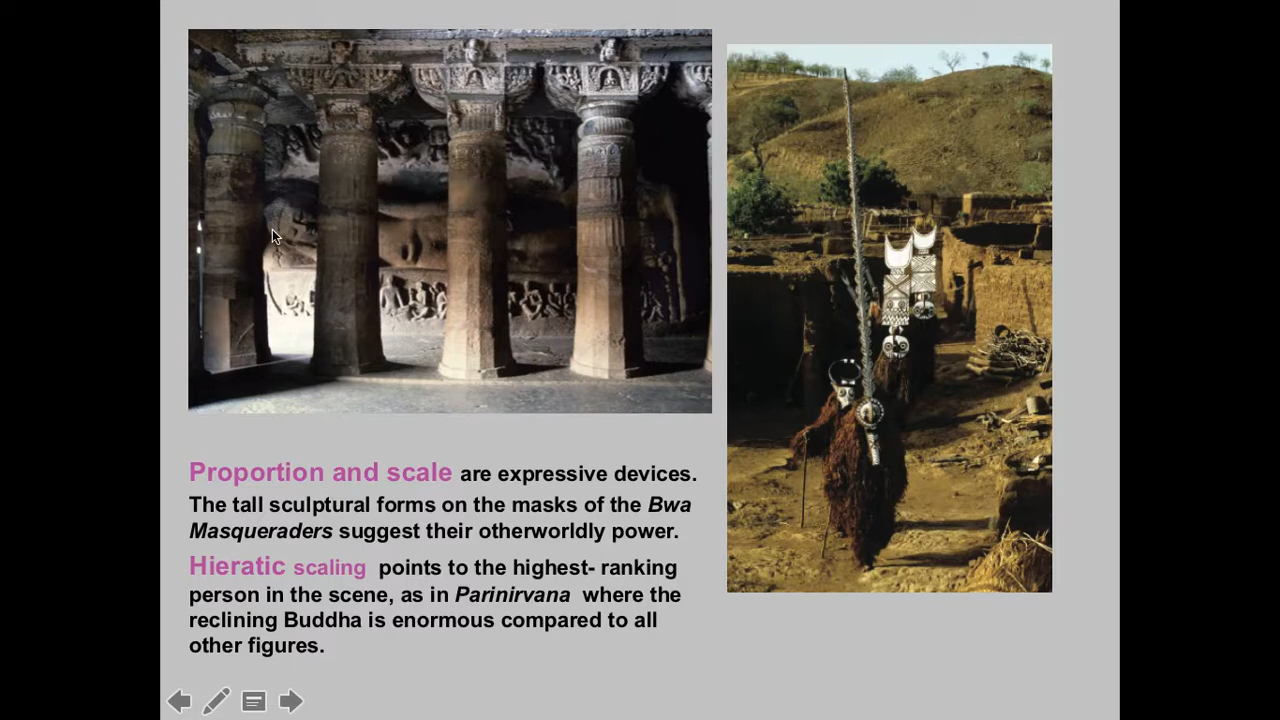 Proportion and scale are expressive devices.
The tall sculptural forms on the masks of the Bwa
Masqueraders suggest their otherworldly power.
Hieratic scaling points to the highest- ranking
person in the scene, as in Parinirvana where the
reclining Buddha is enormous compared to all
other figures.